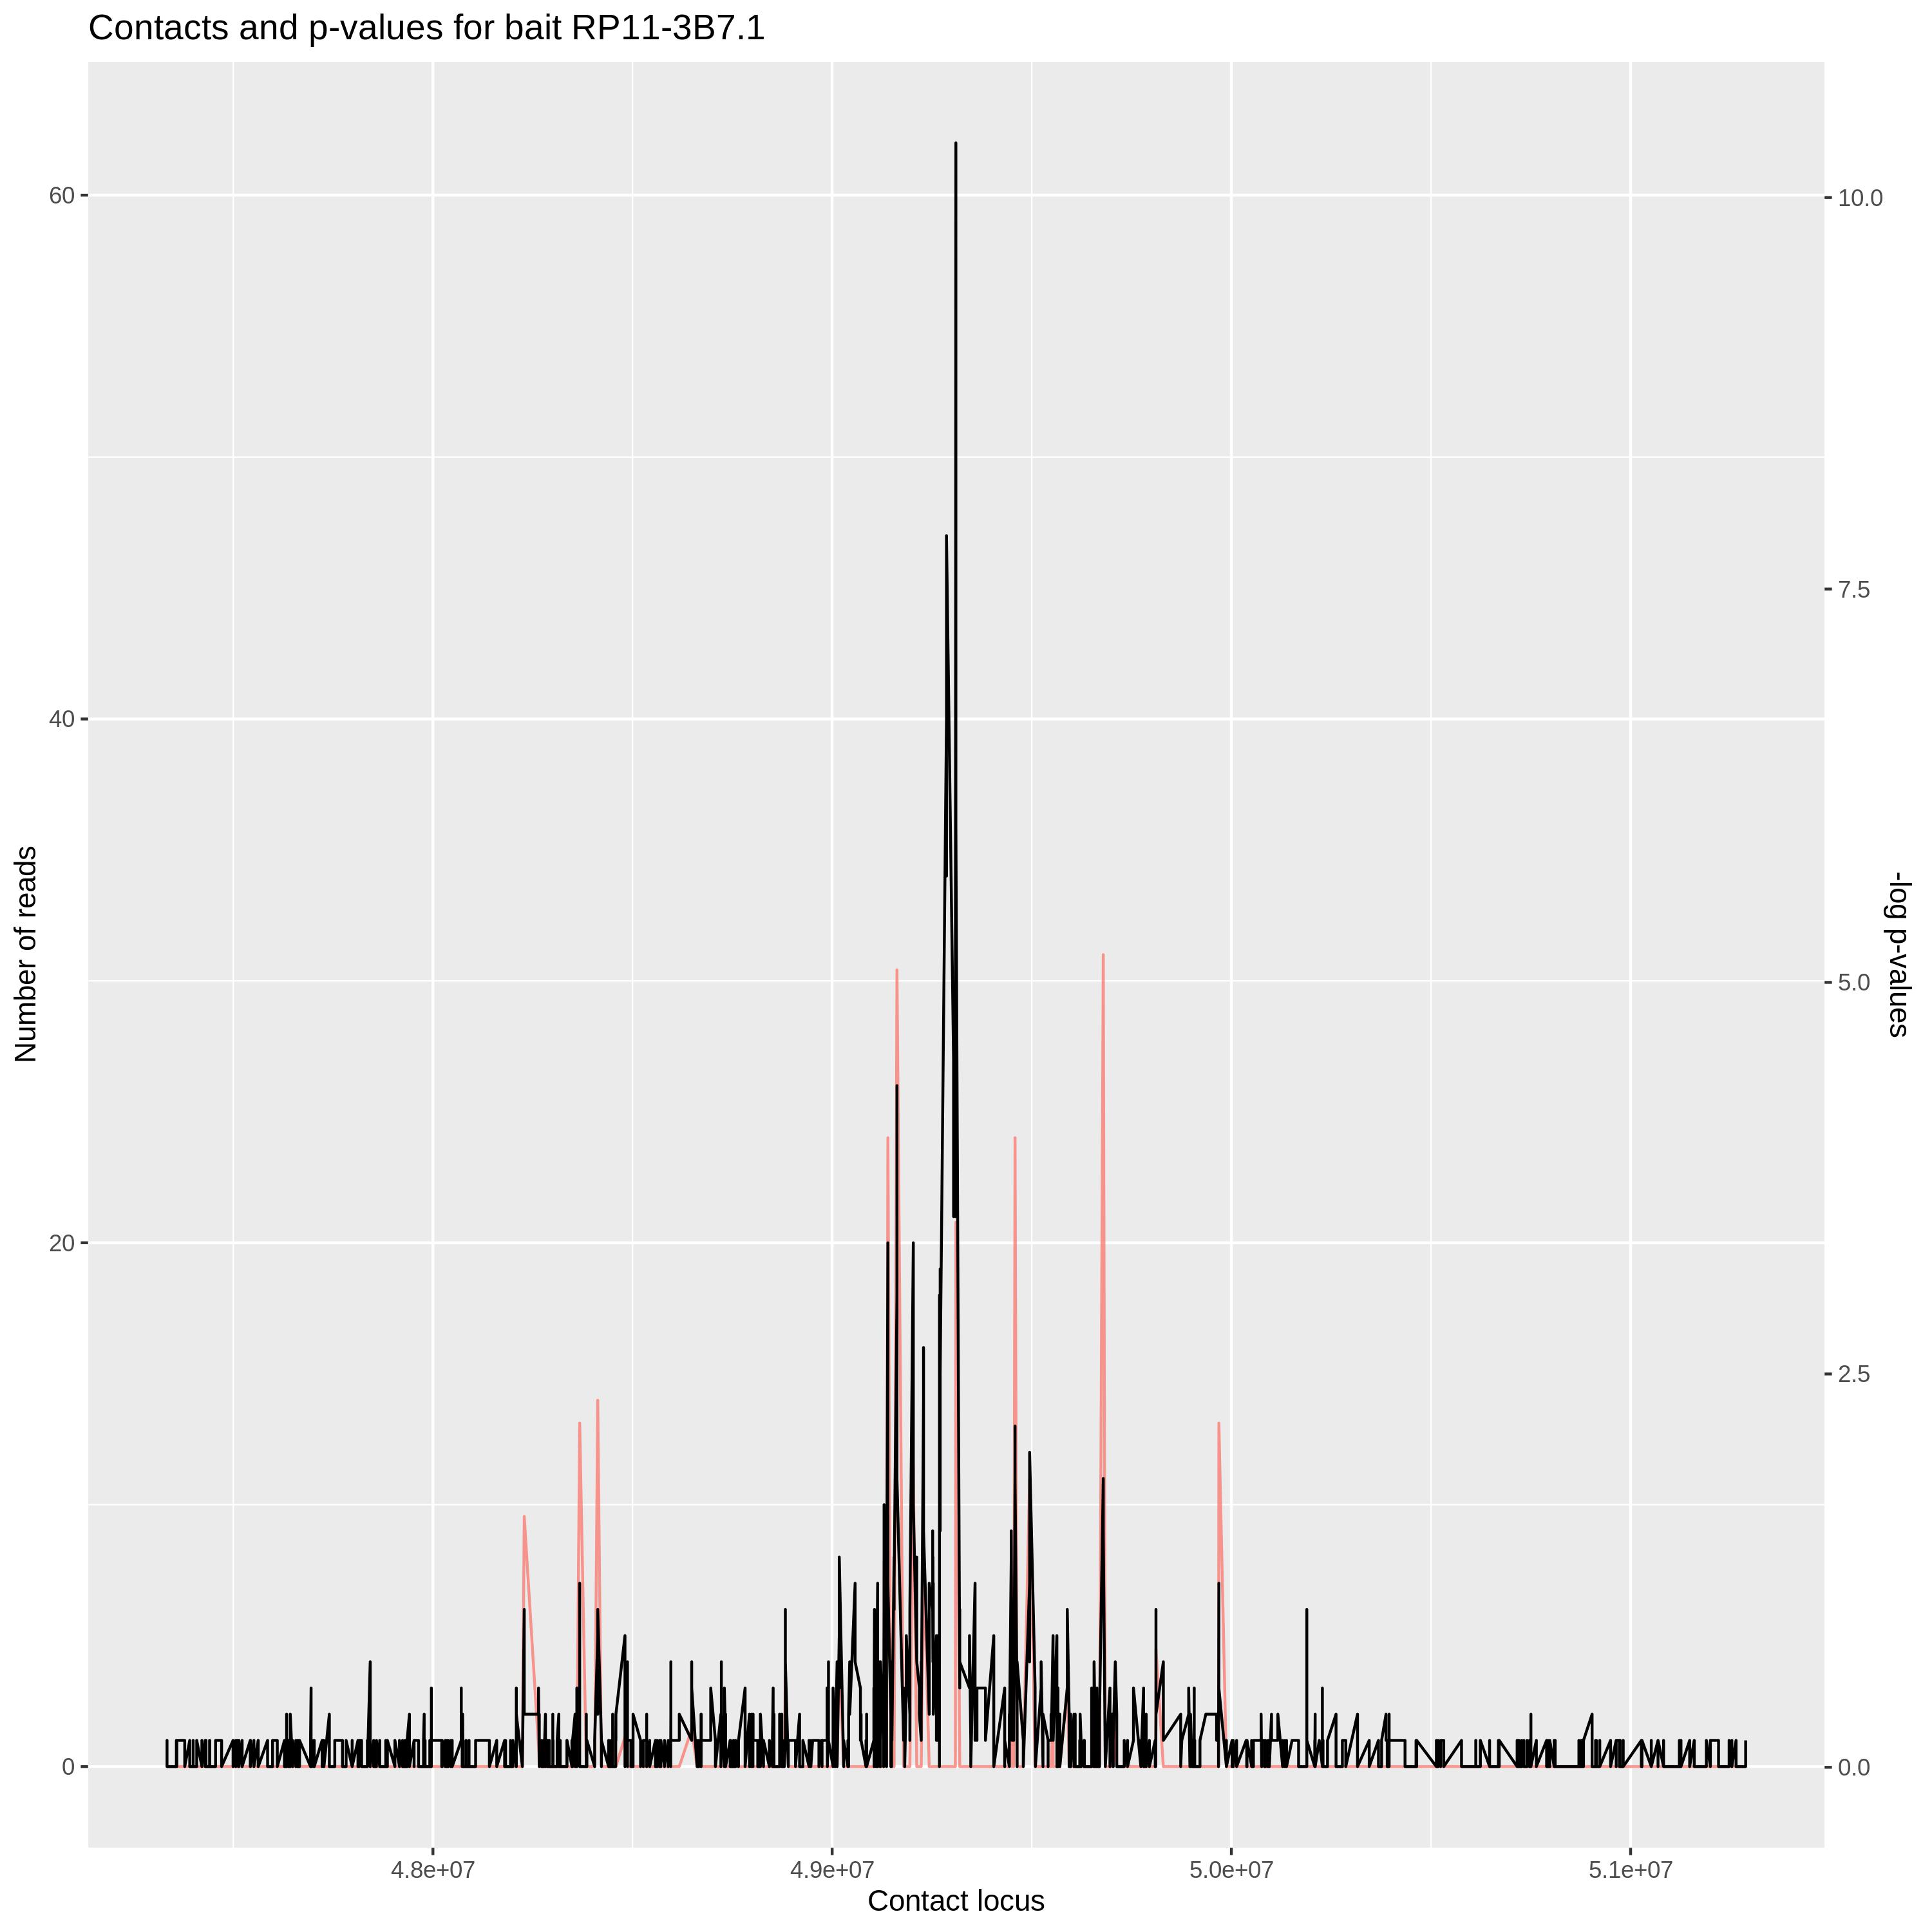 Contacts and p-values for bait RP11-3B7.1
60
40
20
0
Number of reads
10.0
7.5
5.0
2.5
0.0
-log p-values
4.8e+07
4.9e+07
5.0e+07
5.1e+07
Contact locus